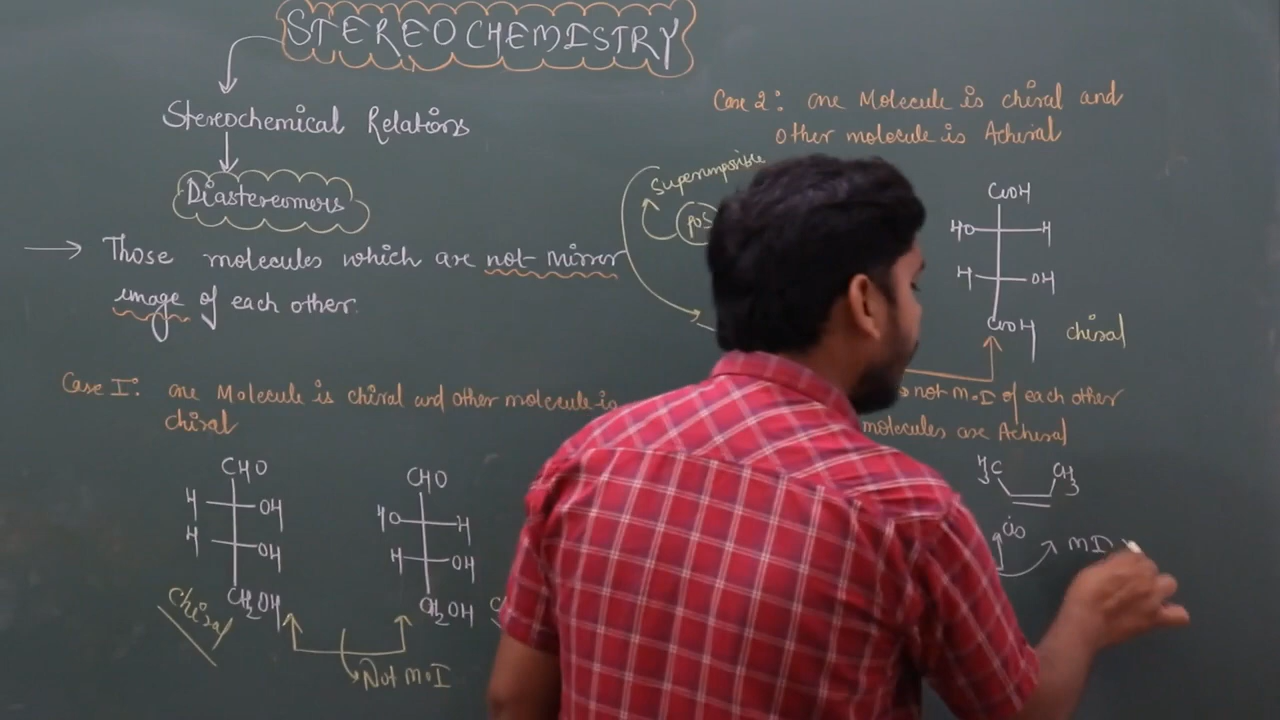 STEREOCHEMISTRY
Stereochemical Relations
Diastereomers
Those molecules which are not mirror
image of each other.
Case I: one Molecule is chiral and other molecule is
chiral
CHO
H OH
H OH
CH2OH
chiral
CHO
HO H
H OH
CH2OH
Not M.I
Case 2: one Molecule is chiral and
other molecule is Achiral
Superimposible
POS
COOH
HO H
H OH
COOH
chiral
not M.I of each other
molecules are Achiral
H3C CH3
cis
MI